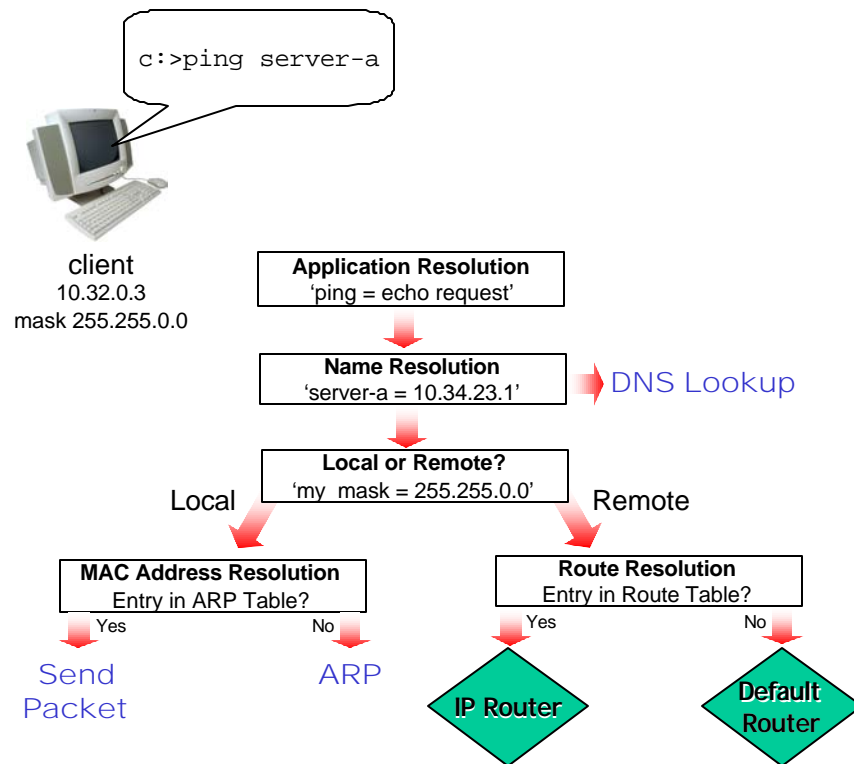 c:>ping server-a
client
10.32.0.3
mask 255.255.0.0
Application Resolution
‘ping = echo request’
Name Resolution
‘server-a = 10.34.23.1’
DNS Lookup
Local or Remote?
‘my_mask = 255.255.0.0’
Local
Remote
MAC Address Resolution
Entry in ARP Table?
Route Resolution
Entry in Route Table?
Yes
No
Yes
No
Send
Packet
ARP
IP Router
Default
Router